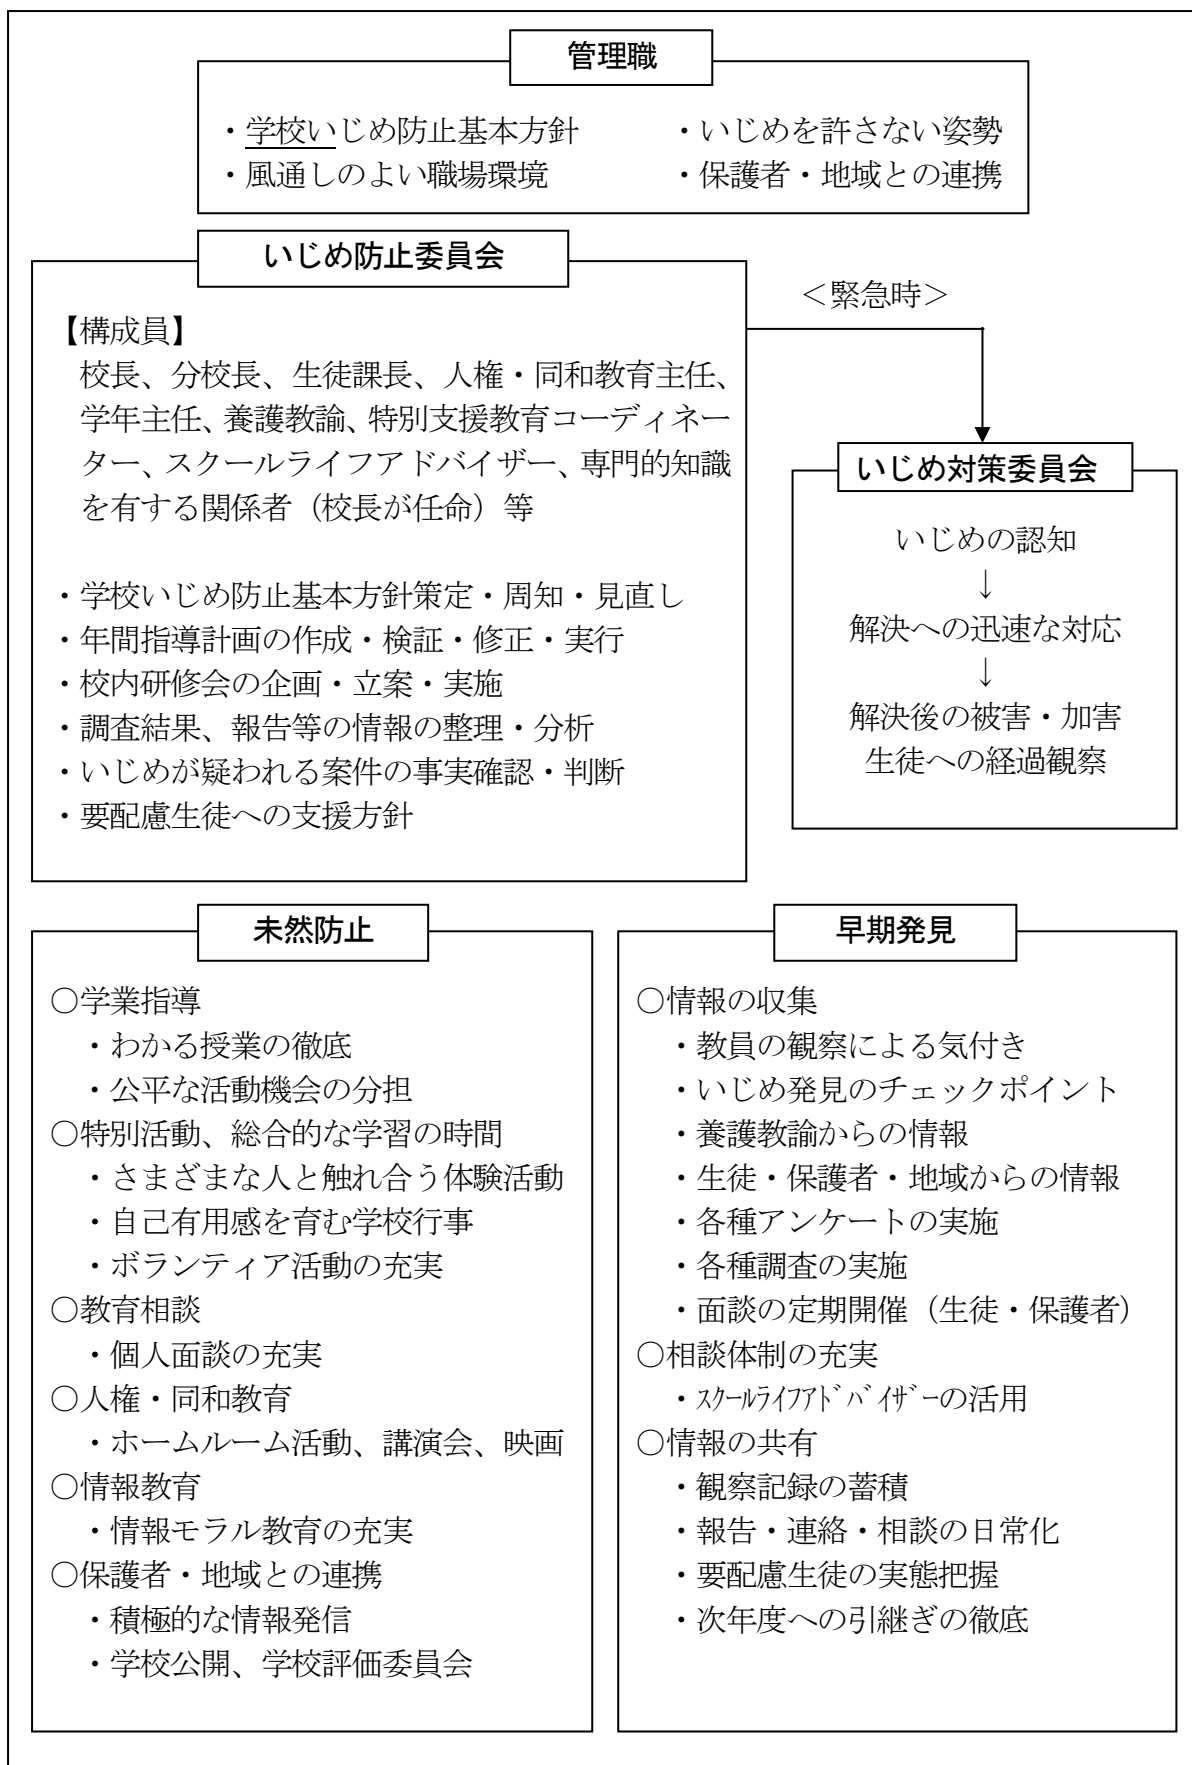 管理職
・学校いじめ防止基本方針　　　・いじめを許さない姿勢
・風通しのよい職場環境　　　　・保護者・地域との連携
いじめ防止委員会
【構成員】
校長、分校長、生徒課長、人権・同和教育主任、
学年主任、養護教諭、特別支援教育コーディネー
ター、スクールライフアドバイザー、専門的知識
を有する関係者（校長が任命）等
・学校いじめ防止基本方針策定・周知・見直し
・年間指導計画の作成・検証・修正・実行
・校内研修会の企画・立案・実施
・調査結果、報告等の情報の整理・分析
・いじめが疑われる案件の事実確認・判断
・要配慮生徒への支援方針
＜緊急時＞
いじめ対策委員会
いじめの認知
↓
解決への迅速な対応
↓
解決後の被害・加害
生徒への経過観察
未然防止
○学業指導
・わかる授業の徹底
・公平な活動機会の分担
○特別活動、総合的な学習の時間
・さまざまな人と触れ合う体験活動
・自己有用感を育む学校行事
・ボランティア活動の充実
○教育相談
・個人面談の充実
○人権・同和教育
・ホームルーム活動、講演会、映画
○情報教育
・情報モラル教育の充実
○保護者・地域との連携
・積極的な情報発信
・学校公開、学校評価委員会
早期発見
○情報の収集
・教員の観察による気付き
・いじめ発見のチェックポイント
・養護教諭からの情報
・生徒・保護者・地域からの情報
・各種アンケートの実施
・各種調査の実施
・面談の定期開催（生徒・保護者）
○相談体制の充実
・ｽｸｰﾙﾗｲﾌｱﾄﾞﾊﾞｲｻﾞｰの活用
○情報の共有
・観察記録の蓄積
・報告・連絡・相談の日常化
・要配慮生徒の実態把握
・次年度への引継ぎの徹底